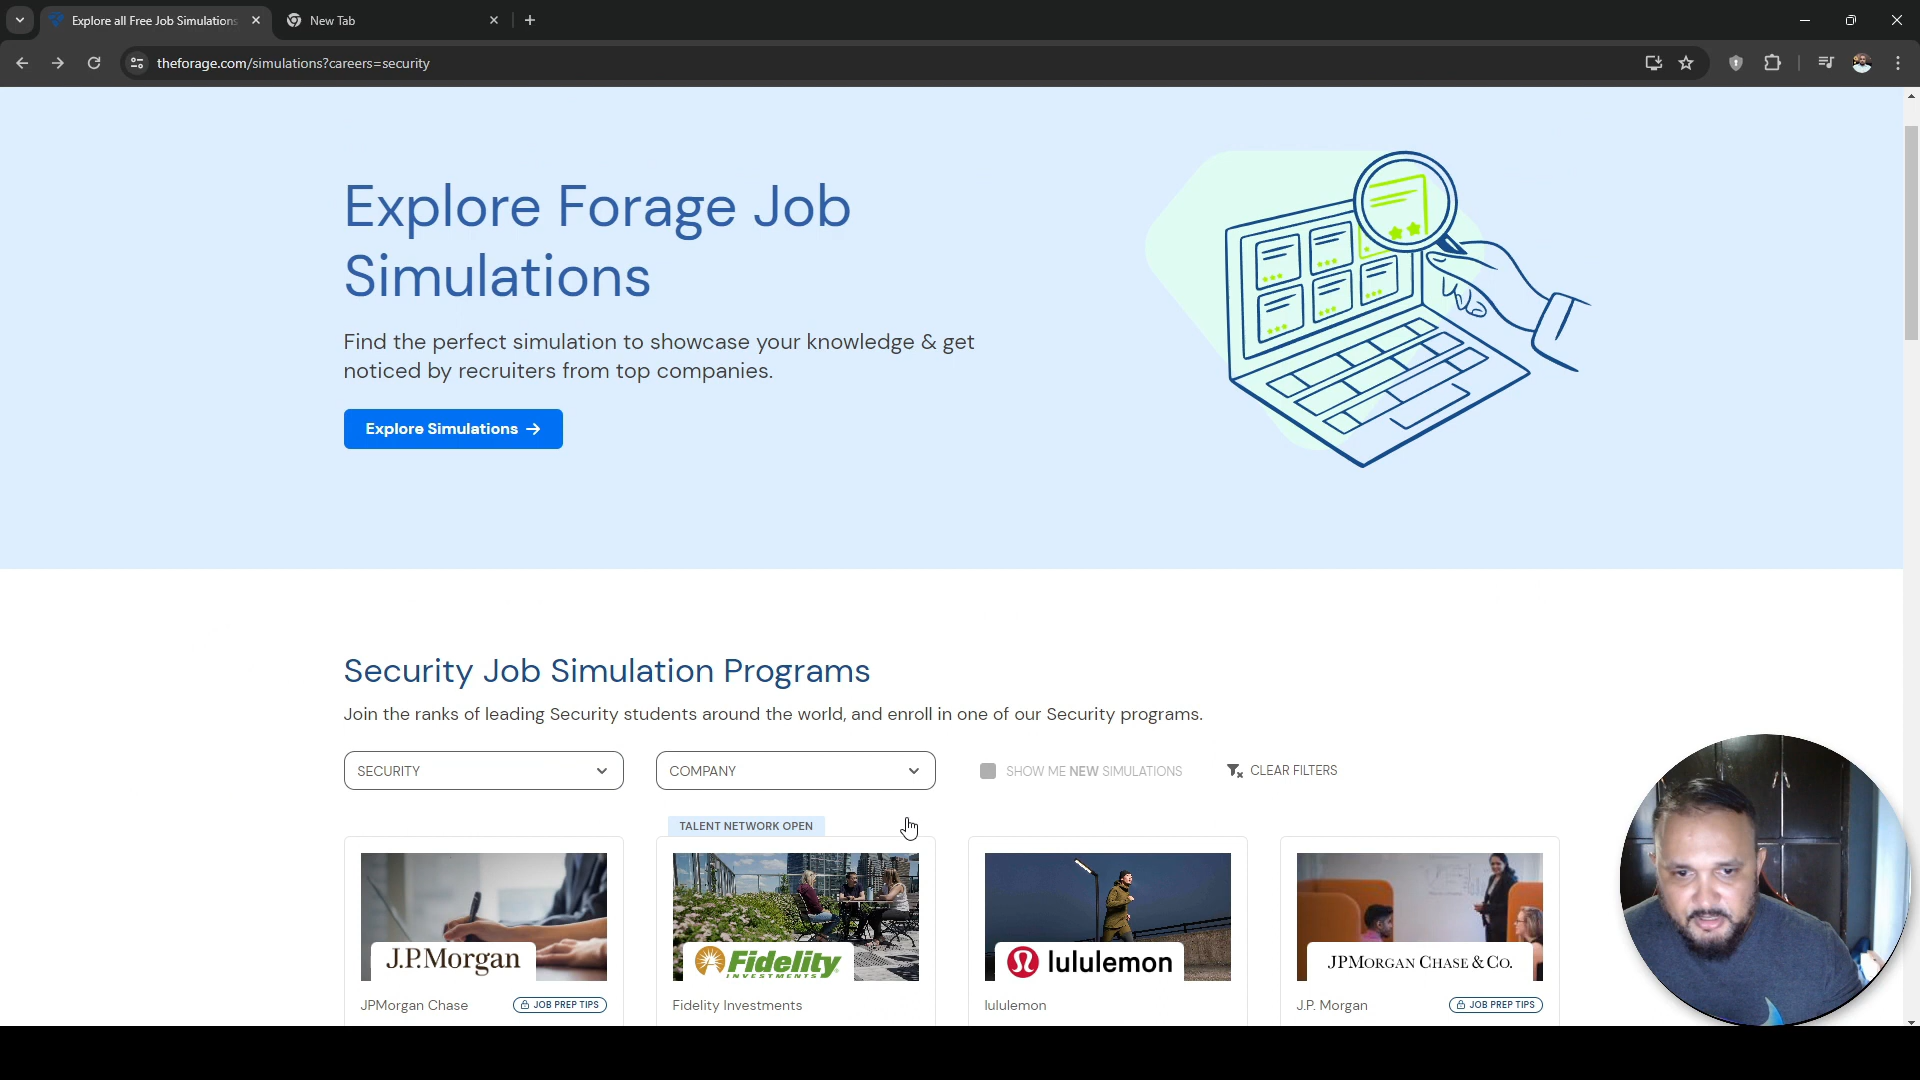 Explore all Free Job Simulations
New Tab
theforage.com/simulations?careers=security
Explore Forage Job
Simulations
Find the perfect simulation to showcase your knowledge & get
noticed by recruiters from top companies.
Explore Simulations →
Security Job Simulation Programs
Join the ranks of leading Security students around the world, and enroll in one of our Security programs.
SECURITY
COMPANY
SHOW ME NEW SIMULATIONS
CLEAR FILTERS
TALENT NETWORK OPEN
J.P.Morgan
Fidelity
INVESTMENTS
lululemon
JPMORGAN CHASE & CO.
JPMorgan Chase
JOB PREP TIPS
Fidelity Investments
lululemon
J.P. Morgan
JOB PREP TIPS